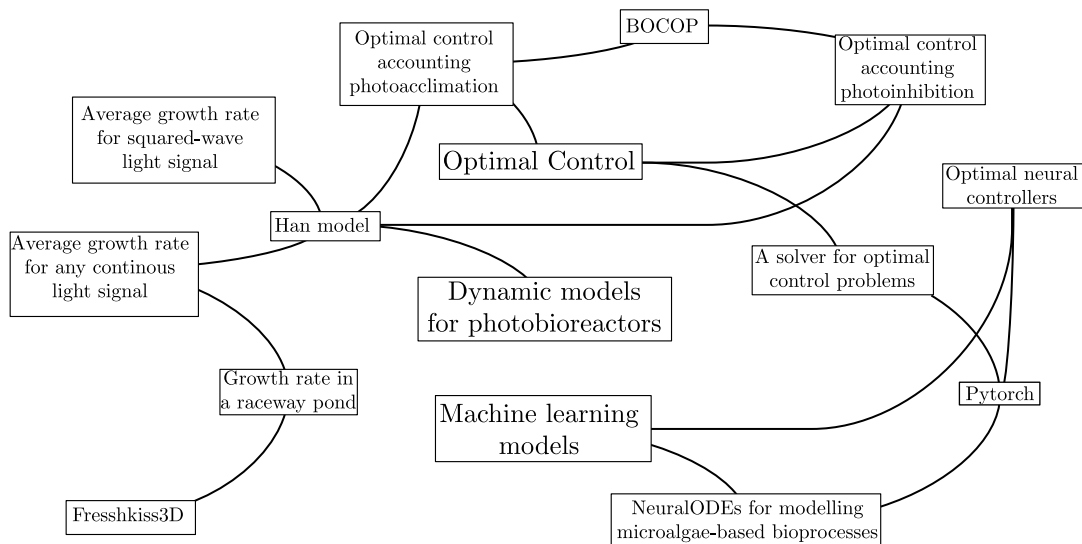 BOCOP
Optimal control
accounting
photoacclimation
Optimal control
accounting
photoinhibition
Average growth rate
for squared-wave
light signal
Optimal Control
Optimal neural
controllers
Han model
Average growth rate
for any continous
light signal
A solver for optimal
control problems
Dynamic models
for photobioreactors
Growth rate in
a raceway pond
Pytorch
Machine learning
models
Fresshkiss3D
NeuralODEs for modelling
microalgae-based bioprocesses